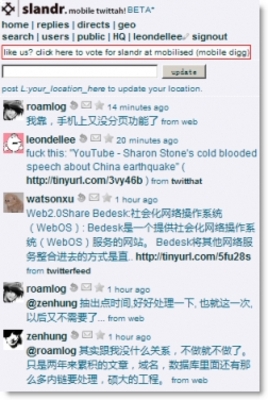 slandr. mobile twittah! BETA*
home | replies | directs | geo
search | users | public | HQ | leondellee signout
like us? click here to vote for slandr at mobilised (mobile digg)
update
post L:your_location_here to update your location.
roamlog 14 minutes ago
我靠，手机上又没分页功能了 from web
leondellee 20 minutes ago
fuck this: "YouTube - Sharon Stone's cold blooded
speech about China earthquake" (
http://tinyurl.com/3vy46b ) from twitthat
watsonxu 1 hour ago
Web2.0Share Bedesk:社会化网络操作系统
（WebOS）: Bedesk是一个提供社会化网络操作系
统（WebOS）服务的网站。 Bedesk将其他网络服
务整合进去的方式是直.. http://tinyurl.com/5fu28s
from twitterfeed
roamlog 1 hour ago
@zenhung 抽出点时间,好好处理一下, 也就这一次,
以后又不需要了... from web
zenhung 1 hour ago
@roamlog 其实跟我没什么关系，不做就不做了。
只是两年来累积的文章，域名，数据库里面还有那
么多内链要处理，硕大的工程。 from web